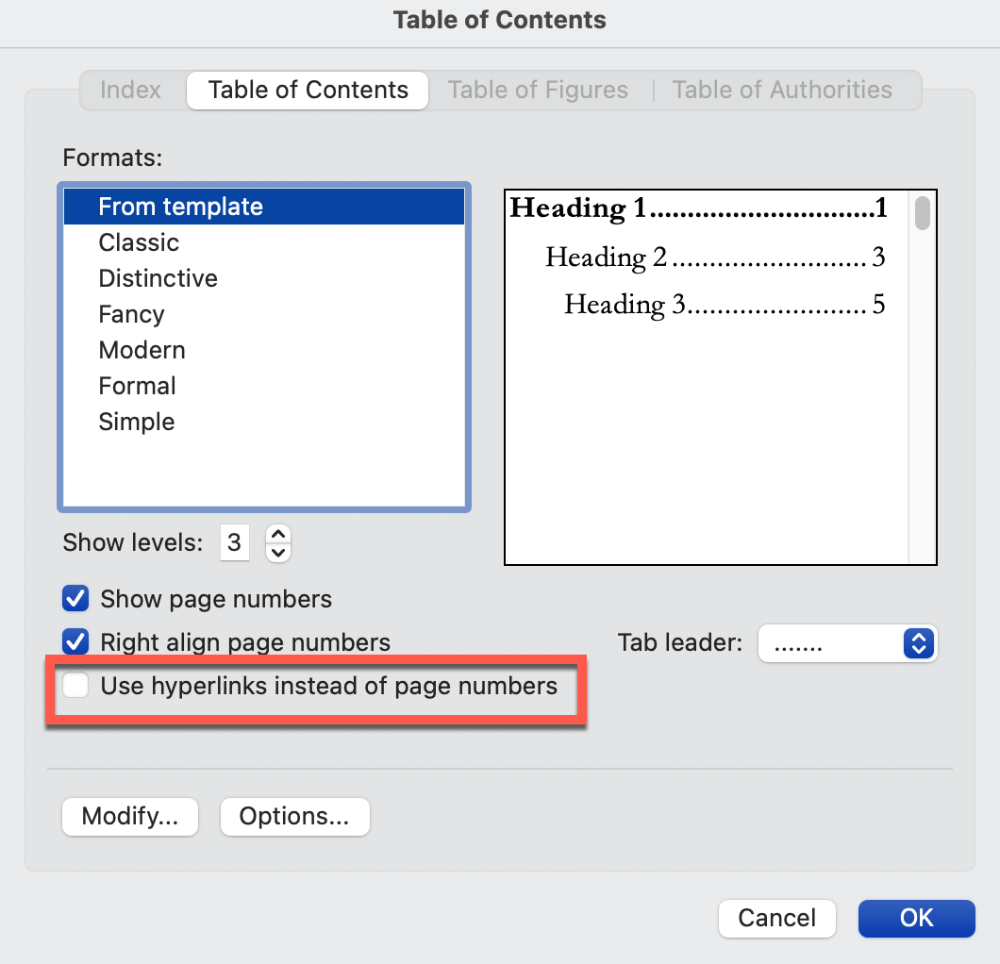 Table of Contents
Index Table of Contents Table of Figures Table of Authorities
Formats:
From template
Classic
Distinctive
Fancy
Modern
Formal
Simple
Heading 1..............................1
Heading 2.......................... 3
Heading 3........................ 5
Show levels: 3
Show page numbers
Right align page numbers
Tab leader: .......
Use hyperlinks instead of page numbers
Modify... Options...
Cancel OK